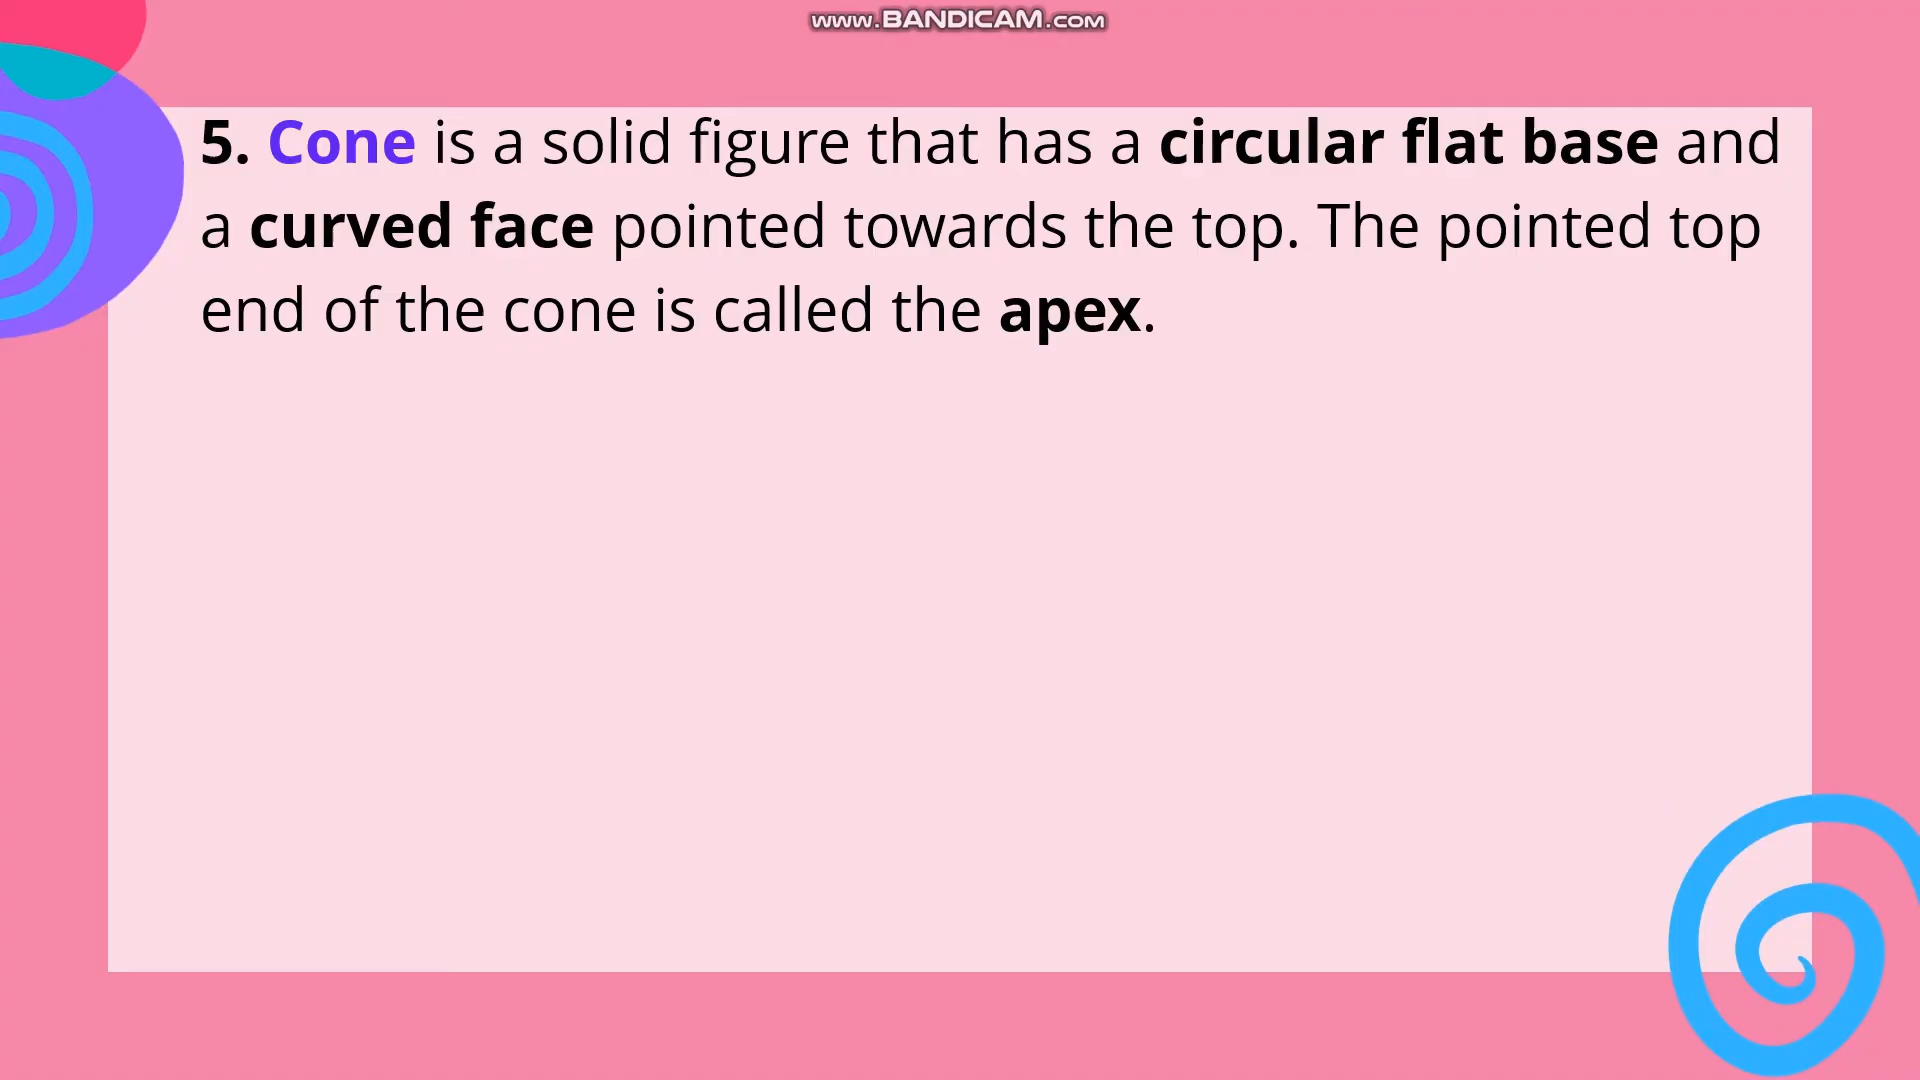 www.BANDICAM.com
5. Cone is a solid figure that has a circular flat base and
a curved face pointed towards the top. The pointed top
end of the cone is called the apex.